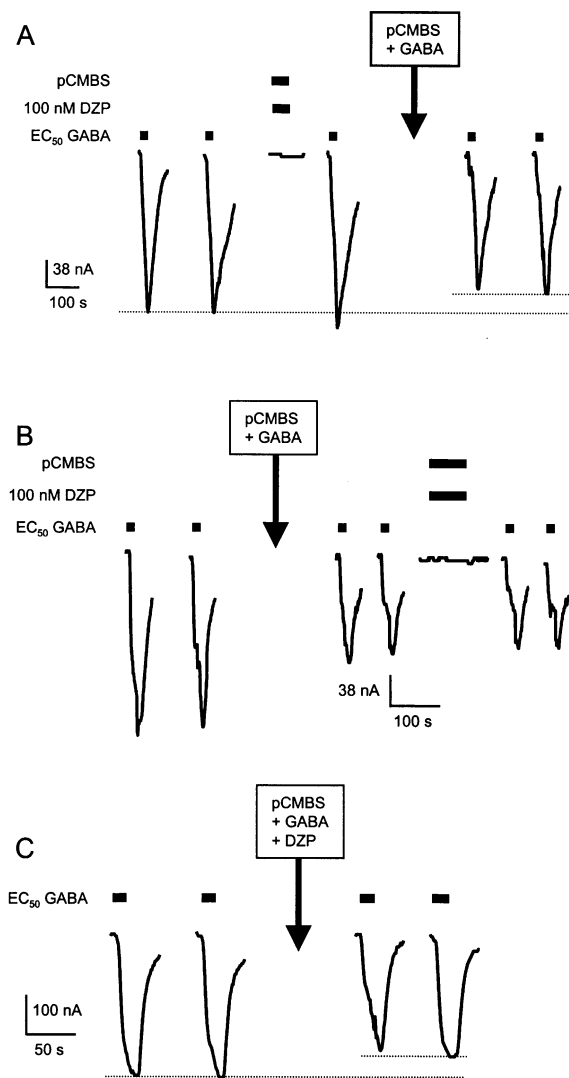 A
pCMBS
+ GABA
pCMBS
100 nM DZP
EC50 GABA
38 nA
100 s
B
pCMBS
+ GABA
pCMBS
100 nM DZP
EC50 GABA
38 nA
100 s
C
pCMBS
+ GABA
+ DZP
EC50 GABA
100 nA
50 s